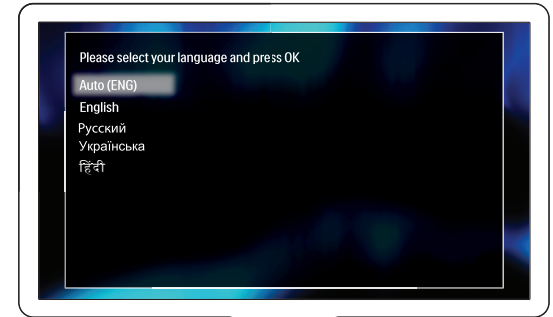 Please select your language and press OK
Auto (ENG)
English
Русский
Українська
हिंदी